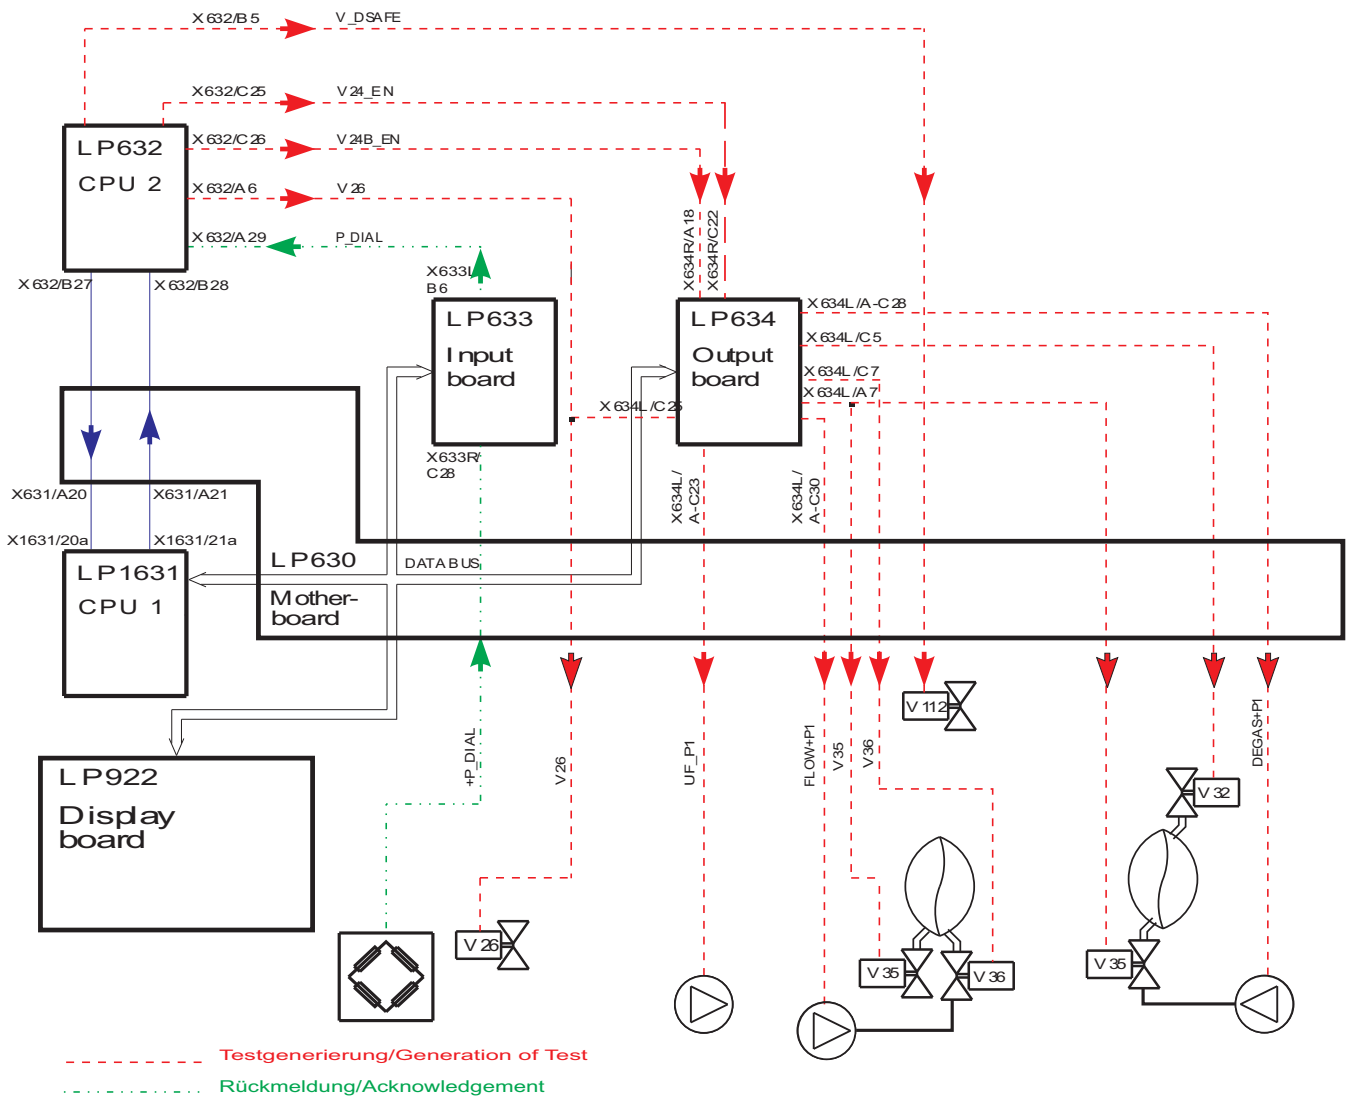 X632/B5
V_DSAFE
X632/C25
V24_EN
LP632
CPU 2
X632/C26
V24B_EN
X632/A6
V26
X632/A29
P_DIAL
X634R/A18
X634R/C22
X632/B27
X632/B28
X633L
B6
LP633
Input
board
LP634
Output
board
X634L/A-C28
X634L/C5
X634L/C7
X634L/A7
X634L/C25
X633R/
C28
X634L/
A-C23
X634L/
A-C30
X631/A20
X631/A21
X1631/20a
X1631/21a
LP1631
CPU 1
LP630
Mother-
board
DATABUS
+P_DIAL
V26
UF_P1
FLOW+P1
V35
V36
V112
DEGAS+P1
LP922
Display
board
V32
V26
V35
V36
V35
Testgenerierung/Generation of Test
Rückmeldung/Acknowledgement